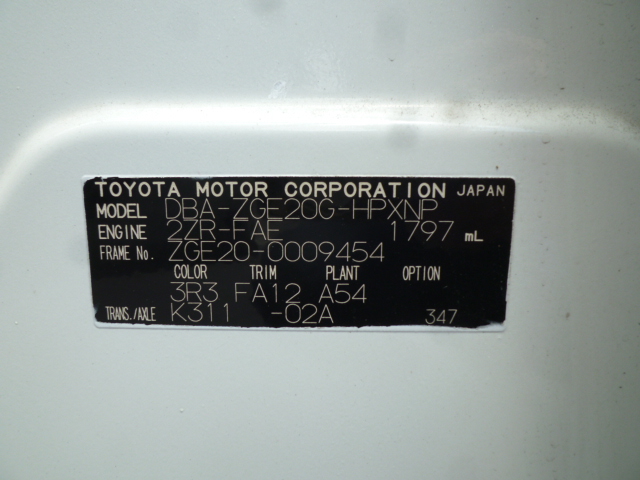 TOYOTA MOTOR CORPORATION JAPAN
MODEL DBA-ZGE20G-HPXNP
ENGINE 2ZR-FAE 1797 mL
FRAME No. ZGE20-0009454
COLOR TRIM PLANT OPTION
3R3 FA12 A54
TRANS./AXLE K311 -02A 347